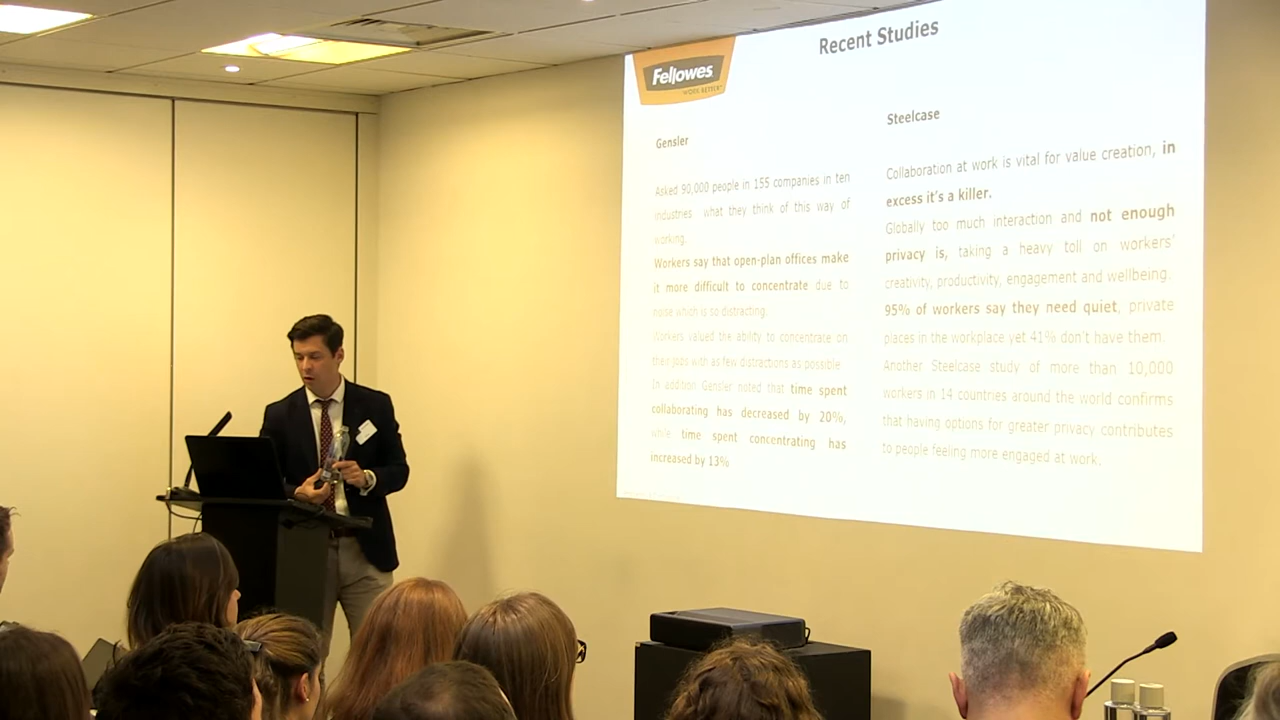 Recent Studies
Fellowes
WORK BETTER
Gensler
Asked 90,000 people in 155 companies in ten
industries what they think of this way of
working.
Workers say that open-plan offices make
it more difficult to concentrate due to
noise which is so distracting.
Workers valued the ability to concentrate on
their jobs with as few distractions as possible
In addition Gensler noted that time spent
collaborating has decreased by 20%,
while time spent concentrating has
increased by 13%
Steelcase
Collaboration at work is vital for value creation, in
excess it's a killer.
Globally too much interaction and not enough
privacy is, taking a heavy toll on workers'
creativity, productivity, engagement and wellbeing.
95% of workers say they need quiet, private
places in the workplace yet 41% don't have them.
Another Steelcase study of more than 10,000
workers in 14 countries around the world confirms
that having options for greater privacy contributes
to people feeling more engaged at work.